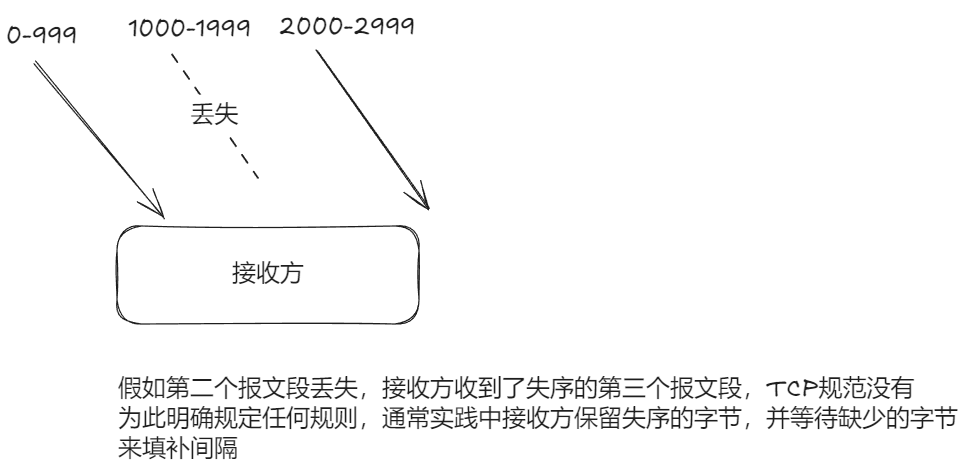 0-999
1000-1999
2000-2999
丢失
接收方
假如第二个报文段丢失，接收方收到了失序的第三个报文段，TCP规范没有
为此明确规定任何规则，通常实践中接收方保留失序的字节，并等待缺少的字节
来填补间隔